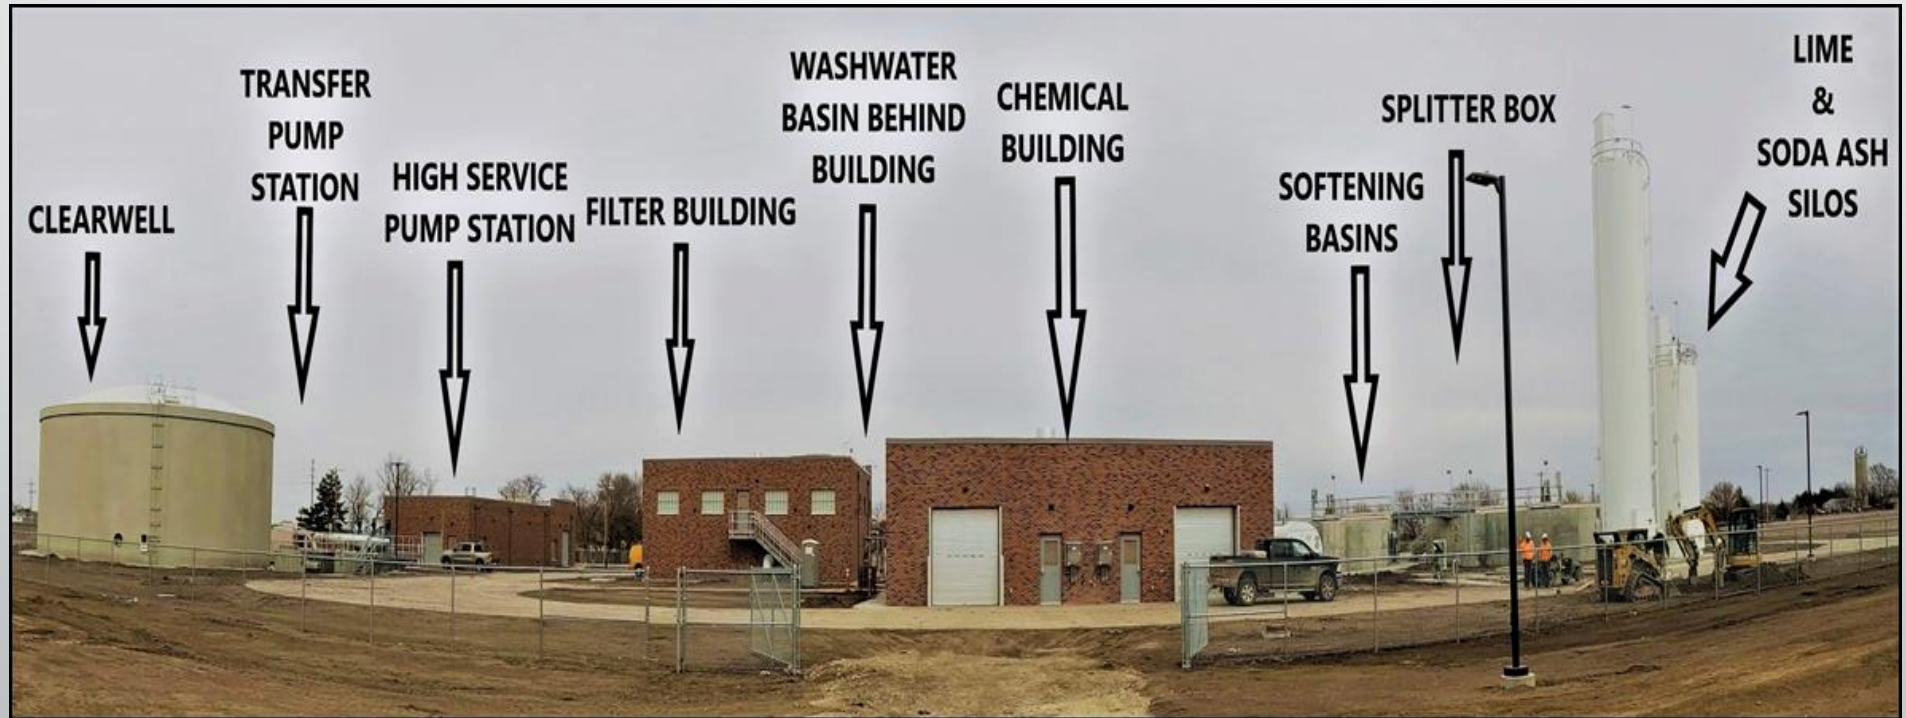 CLEARWELL
TRANSFER
PUMP
STATION
HIGH SERVICE
PUMP STATION
FILTER BUILDING
WASHWATER
BASIN BEHIND
BUILDING
CHEMICAL
BUILDING
SOFTENING
BASINS
SPLITTER BOX
LIME
&
SODA ASH
SILOS